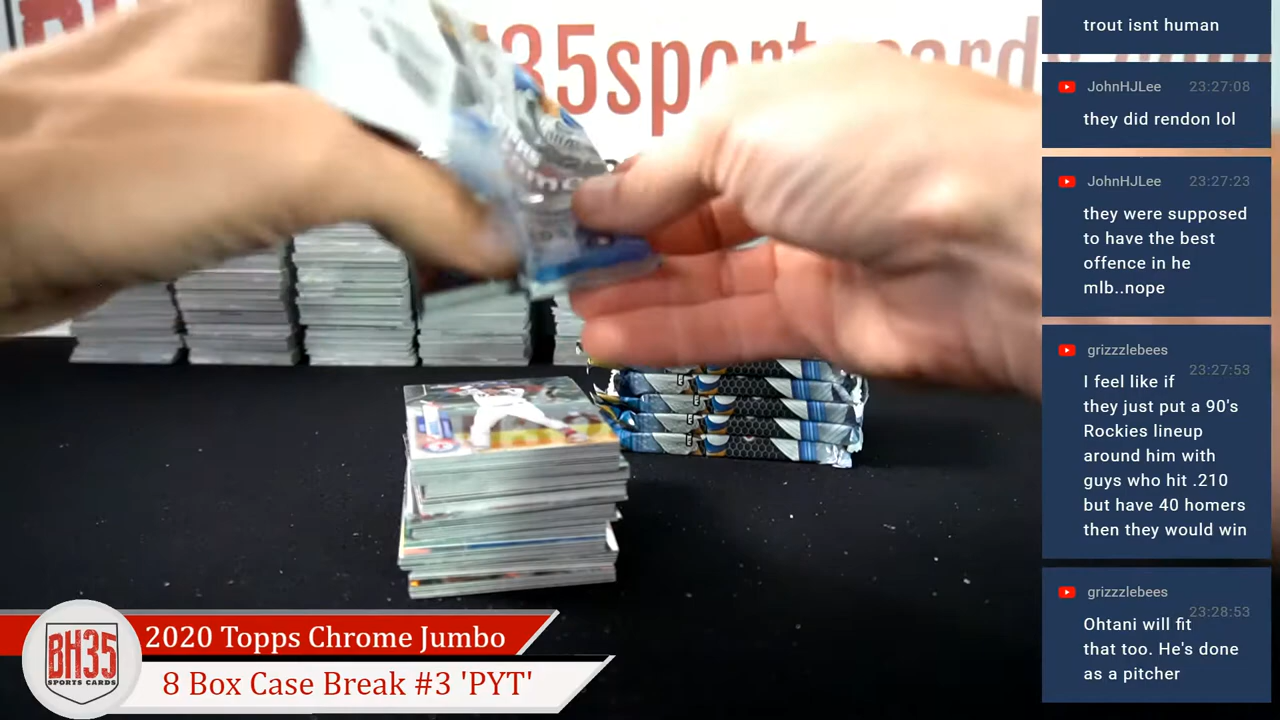 35sports cards
trout isnt human
JohnHJLee 23:27:08
they did rendon lol
JohnHJLee 23:27:23
they were supposed
to have the best
offence in he
mlb..nope
grizzzlebees 23:27:53
I feel like if
they just put a 90's
Rockies lineup
around him with
guys who hit .210
but have 40 homers
then they would win
grizzzlebees 23:28:53
Ohtani will fit
that too. He's done
as a pitcher
BH35
SPORTS CARDS
2020 Topps Chrome Jumbo
8 Box Case Break #3 'PYT'